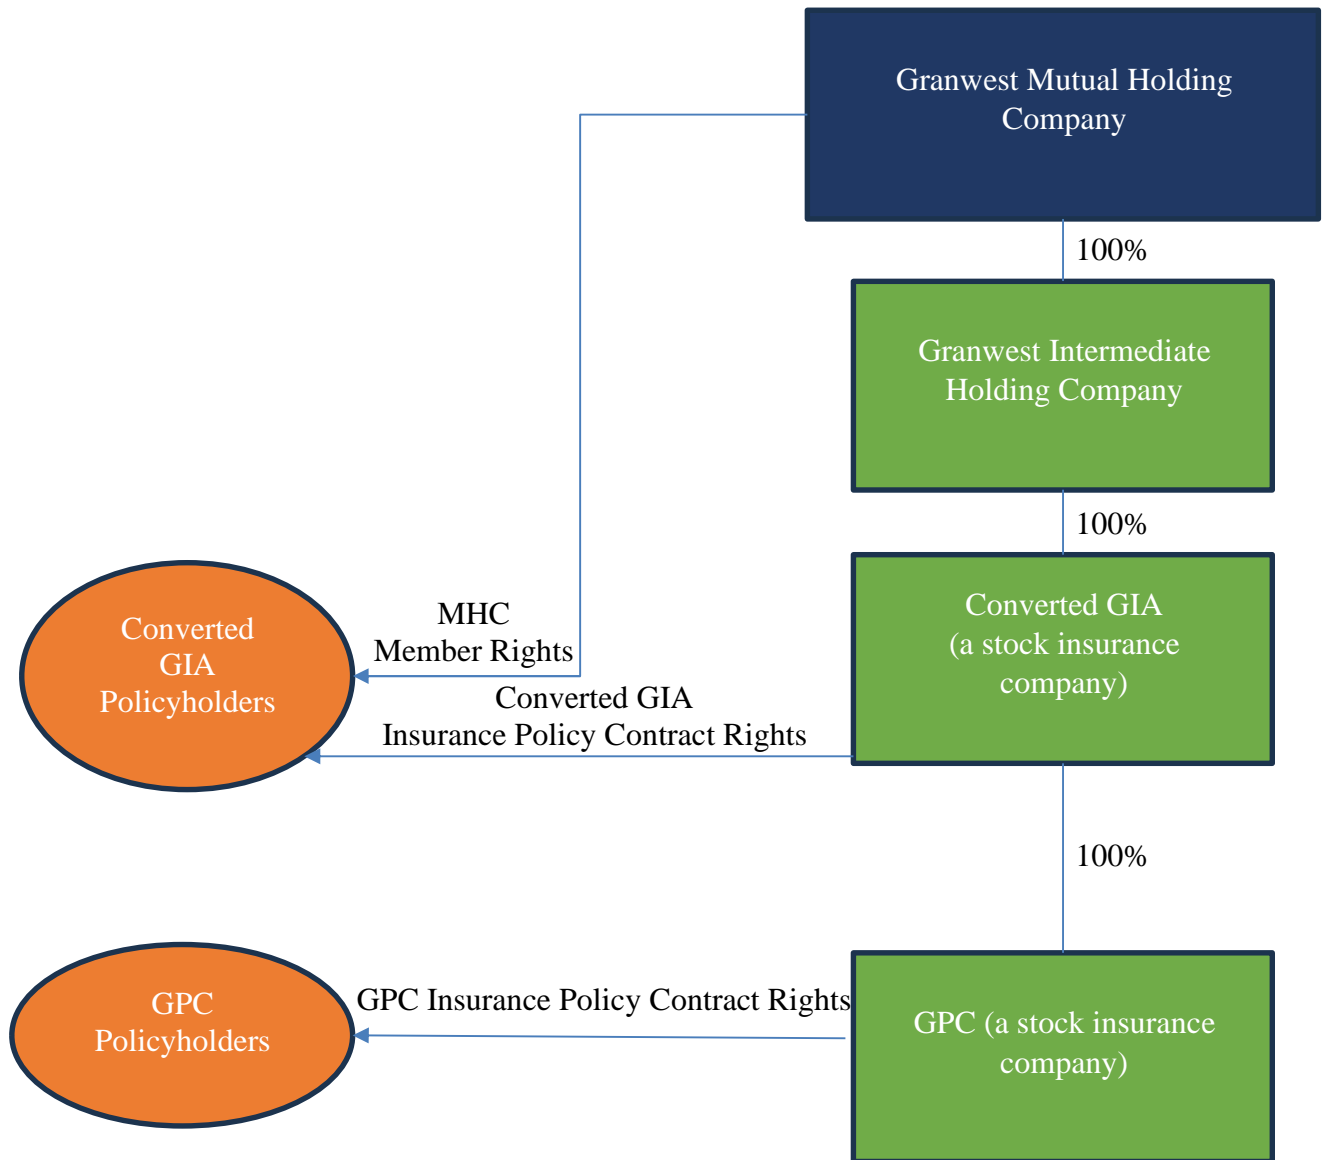 Granwest Mutual Holding
Company
100%
Granwest Intermediate
Holding Company
100%
Converted
GIA
Policyholders
MHC
Member Rights
Converted GIA
Insurance Policy Contract Rights
Converted GIA
(a stock insurance
company)
100%
GPC
Policyholders
GPC Insurance Policy Contract Rights
GPC (a stock insurance
company)